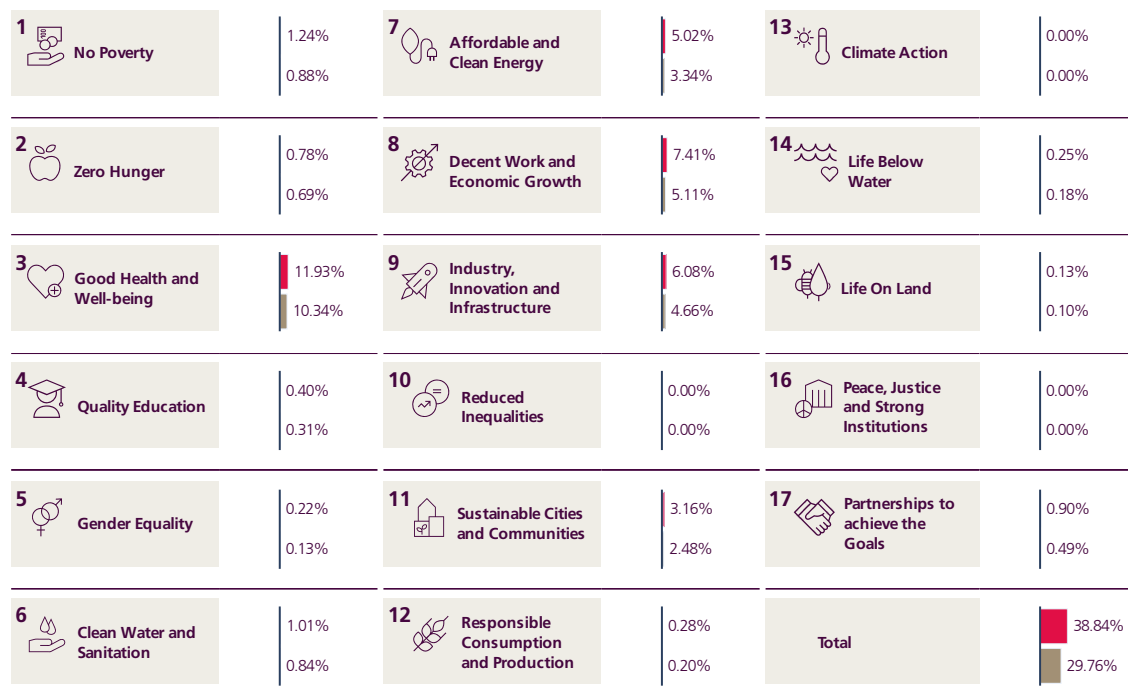 1
No Poverty
1.24%
0.88%
2
Zero Hunger
0.78%
0.69%
3
Good Health and
Well-being
11.93%
10.34%
4
Quality Education
0.40%
0.31%
5
Gender Equality
0.22%
0.13%
6
Clean Water and
Sanitation
1.01%
0.84%
7
Affordable and
Clean Energy
5.02%
3.34%
8
Decent Work and
Economic Growth
7.41%
5.11%
9
Industry,
Innovation and
Infrastructure
6.08%
4.66%
10
Reduced
Inequalities
0.00%
0.00%
11
Sustainable Cities
and Communities
3.16%
2.48%
12
Responsible
Consumption
and Production
0.28%
0.20%
13
Climate Action
0.00%
0.00%
14
Life Below
Water
0.25%
0.18%
15
Life On Land
0.13%
0.10%
16
Peace, Justice
and Strong
Institutions
0.00%
0.00%
17
Partnerships to
achieve the
Goals
0.90%
0.49%
Total
38.84%
29.76%